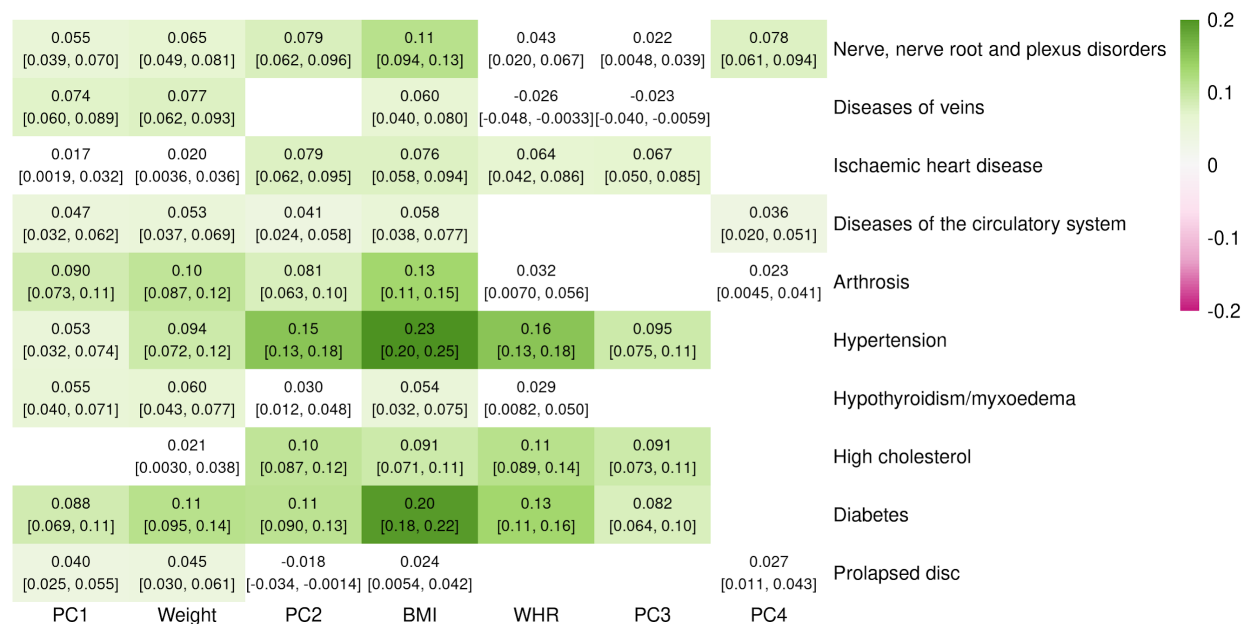 0.055 0.065 0.079 0.11 0.043 0.022 0.078
[0.039, 0.070] [0.049, 0.081] [0.062, 0.096] [0.094, 0.13] [0.020, 0.067] [0.0048, 0.039] [0.061, 0.094]
Nerve, nerve root and plexus disorders
0.074 0.077 0.060 -0.026 -0.023
[0.060, 0.089] [0.062, 0.093] [0.040, 0.080] [-0.048, -0.0033] [-0.040, -0.0059]
Diseases of veins
0.017 0.020 0.079 0.076 0.064 0.067
[0.0019, 0.032] [0.0036, 0.036] [0.062, 0.095] [0.058, 0.094] [0.042, 0.086] [0.050, 0.085]
Ischaemic heart disease
0.047 0.053 0.041 0.058 0.036
[0.032, 0.062] [0.037, 0.069] [0.024, 0.058] [0.038, 0.077] [0.020, 0.051]
Diseases of the circulatory system
0.090 0.10 0.081 0.13 0.032 0.023
[0.073, 0.11] [0.087, 0.12] [0.063, 0.10] [0.11, 0.15] [0.0070, 0.056] [0.0045, 0.041]
Arthrosis
0.053 0.094 0.15 0.23 0.16 0.095
[0.032, 0.074] [0.072, 0.12] [0.13, 0.18] [0.20, 0.25] [0.13, 0.18] [0.075, 0.11]
Hypertension
0.055 0.060 0.030 0.054 0.029
[0.040, 0.071] [0.043, 0.077] [0.012, 0.048] [0.032, 0.075] [0.0082, 0.050]
Hypothyroidism/myxoedema
0.021 0.10 0.091 0.11 0.091
[0.0030, 0.038] [0.087, 0.12] [0.071, 0.11] [0.089, 0.14] [0.073, 0.11]
High cholesterol
0.088 0.11 0.11 0.20 0.13 0.082
[0.069, 0.11] [0.095, 0.14] [0.090, 0.13] [0.18, 0.22] [0.11, 0.16] [0.064, 0.10]
Diabetes
0.040 0.045 -0.018 0.024 0.027
[0.025, 0.055] [0.030, 0.061] [-0.034, -0.0014] [0.0054, 0.042] [0.011, 0.043]
Prolapsed disc
PC1 Weight PC2 BMI WHR PC3 PC4
0.2
0.1
0
-0.1
-0.2